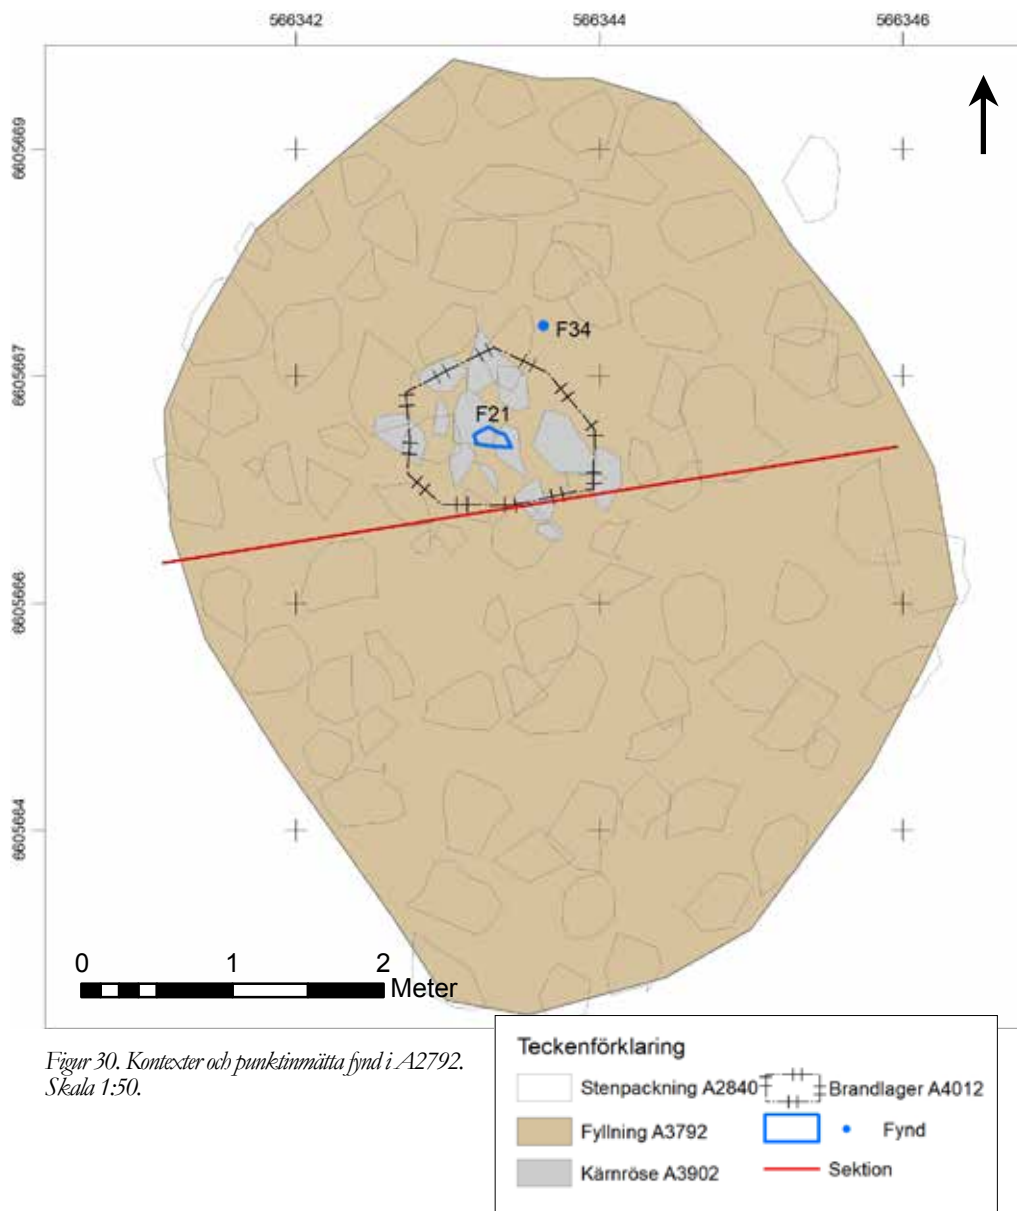 566342 566344 566346
6605669
F34
6605667
F21
6605666
6605664
0 1 2
Meter
Figur 30. Kontexter och punktinmätta fynd i A2792.
Skala 1:50.
Teckenförklaring
Stenpackning A2840
Brandlager A4012
Fyllning A3792
Fynd
Kärnröse A3902
Sektion